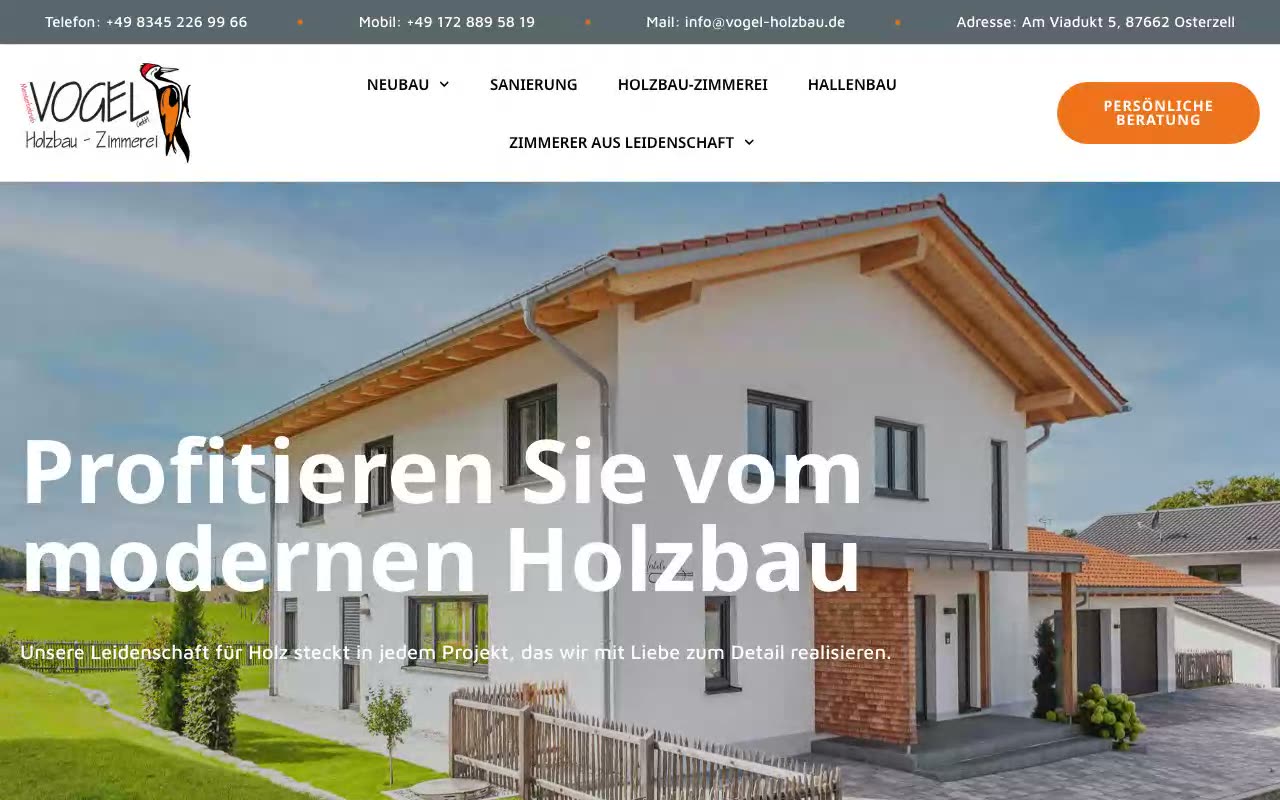 Telefon: +49 8345 226 99 66
Mobil: +49 172 889 58 19
Mail: info@vogel-holzbau.de
Adresse: Am Viadukt 5, 87662 Osterzell
Meisterbetrieb
VOGEL
GmbH
Holzbau - Zimmerei
NEUBAU
SANIERUNG
HOLZBAU-ZIMMEREI
HALLENBAU
ZIMMERER AUS LEIDENSCHAFT
PERSÖNLICHE
BERATUNG
Profitieren Sie vom
modernen Holzbau
Unsere Leidenschaft für Holz steckt in jedem Projekt, das wir mit Liebe zum Detail realisieren.